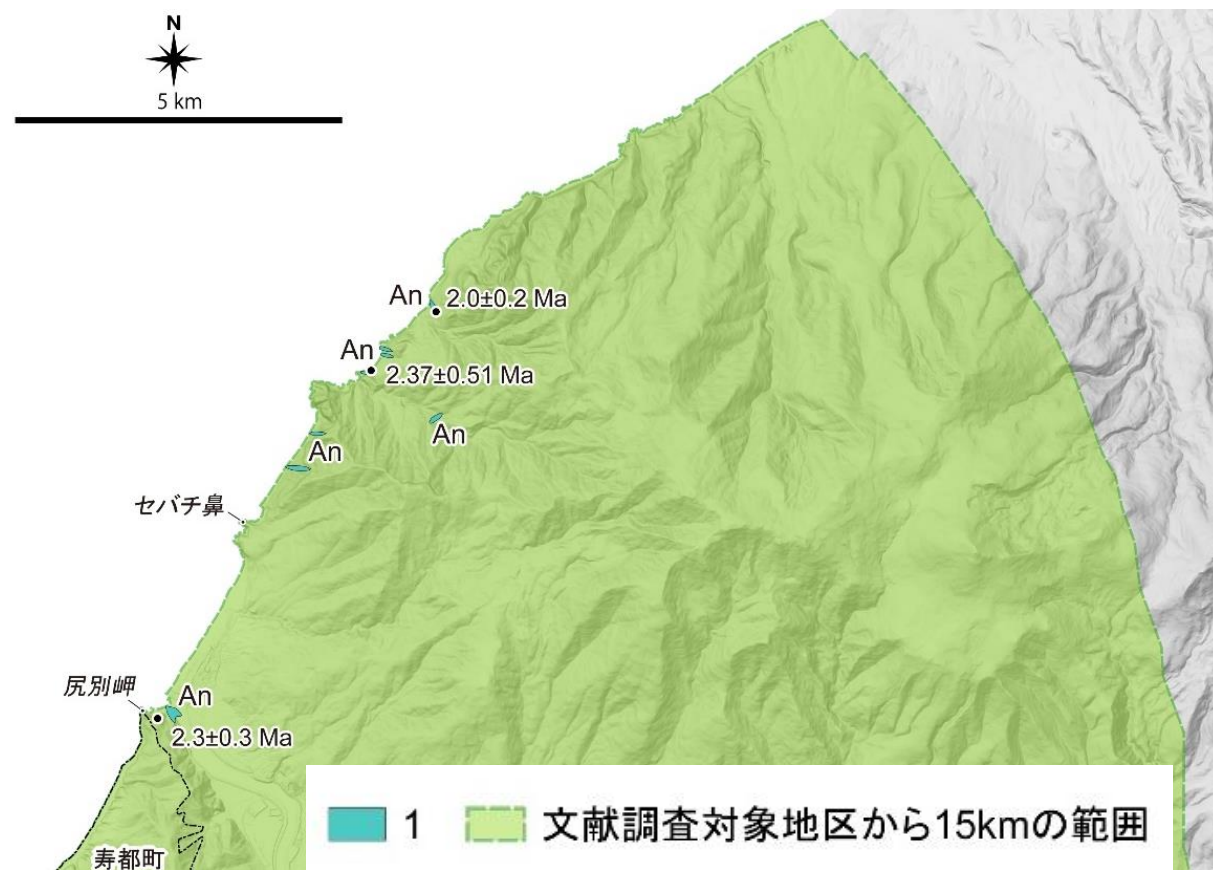 N
5 km
An
2.0±0.2 Ma
An
2.37±0.51 Ma
An
An
セバチ鼻
尻別岬
An
2.3±0.3 Ma
寿都町
1
文献調査対象地区から15kmの範囲